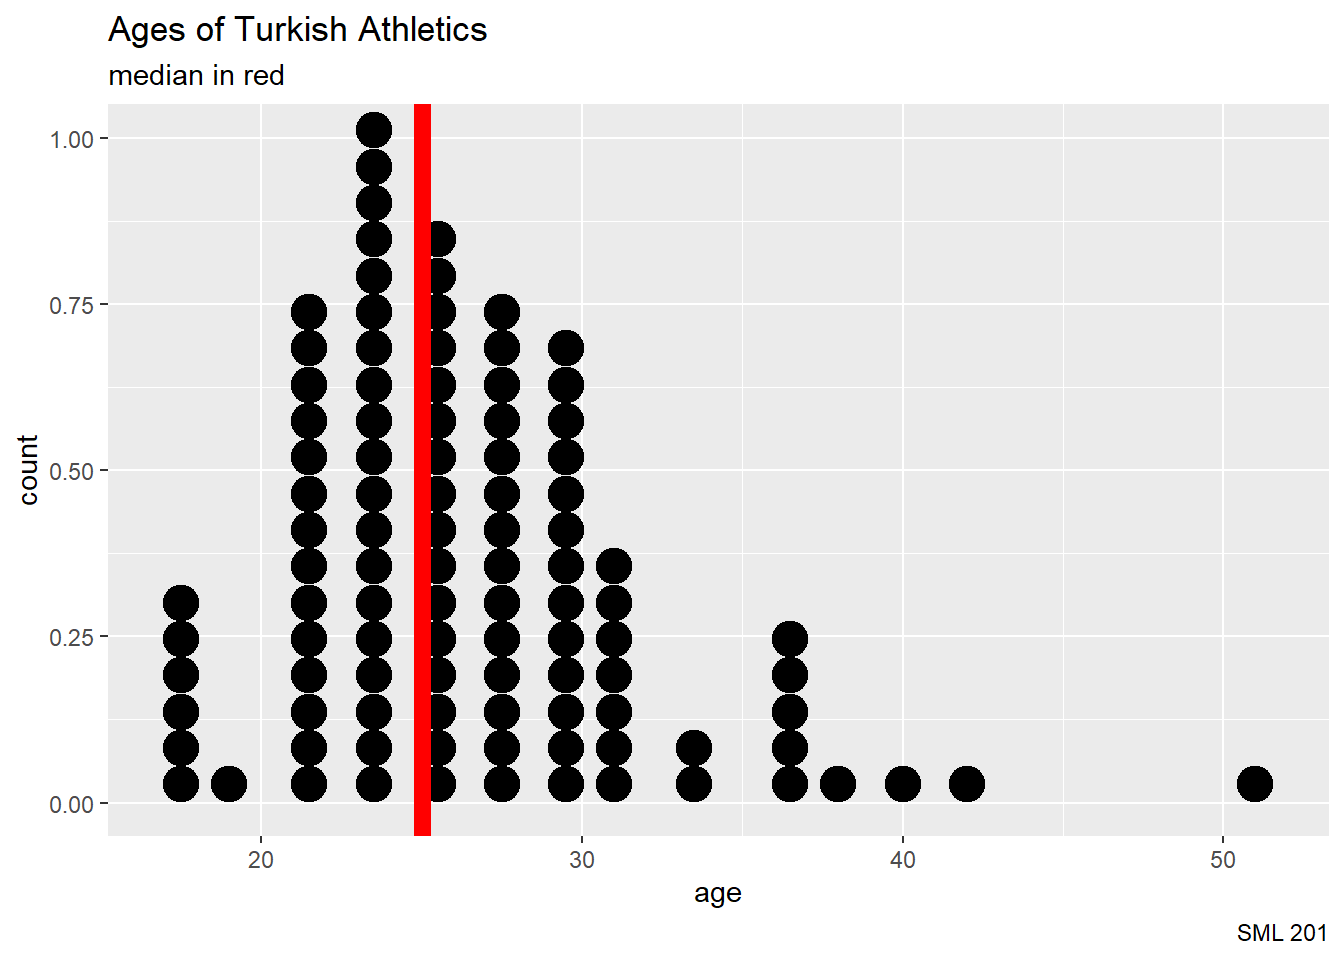 Ages of Turkish Athletics
median in red
1.00
0.75
0.50
0.25
0.00
count
20 30 40 50
age
SML 201